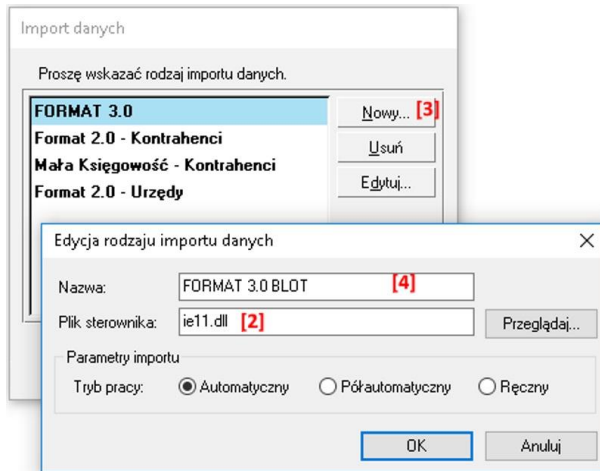 Import danych
Proszę wskazać rodzaj importu danych.
FORMAT 3.0
Format 2.0 - Kontrahenci
Mała Księgowość - Kontrahenci
Format 2.0 - Urzędy
Nowy... [3]
Usuń
Edytuj...
Edycja rodzaju importu danych
Nazwa: FORMAT 3.0 BLOT [4]
Plik sterownika: ie11.dll [2] Przeglądaj...
Parametry importu
Tryb pracy: Automatyczny Półautomatyczny Ręczny
OK Anuluj